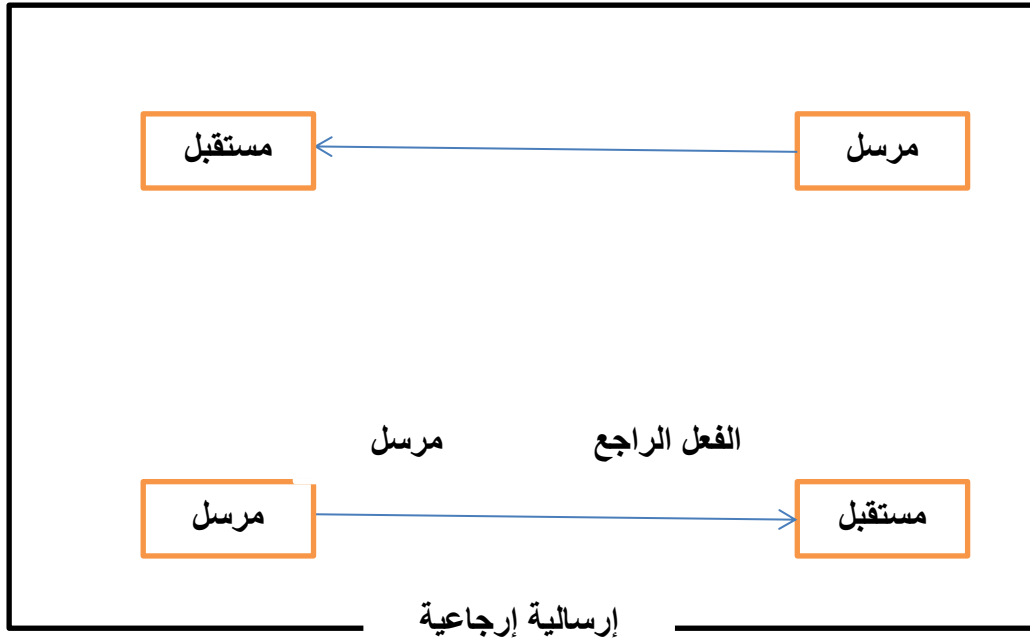 مرسل
مستقبل
الفعل الراجع
مرسل
مستقبل
مرسل
إرسالية إرجاعية